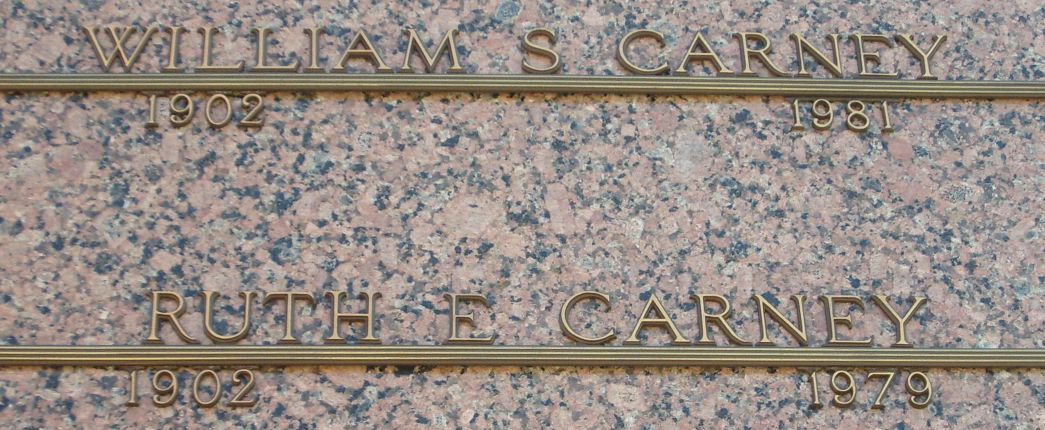 WILLIAM S CARNEY
1902 1981
RUTH E CARNEY
1902 1979